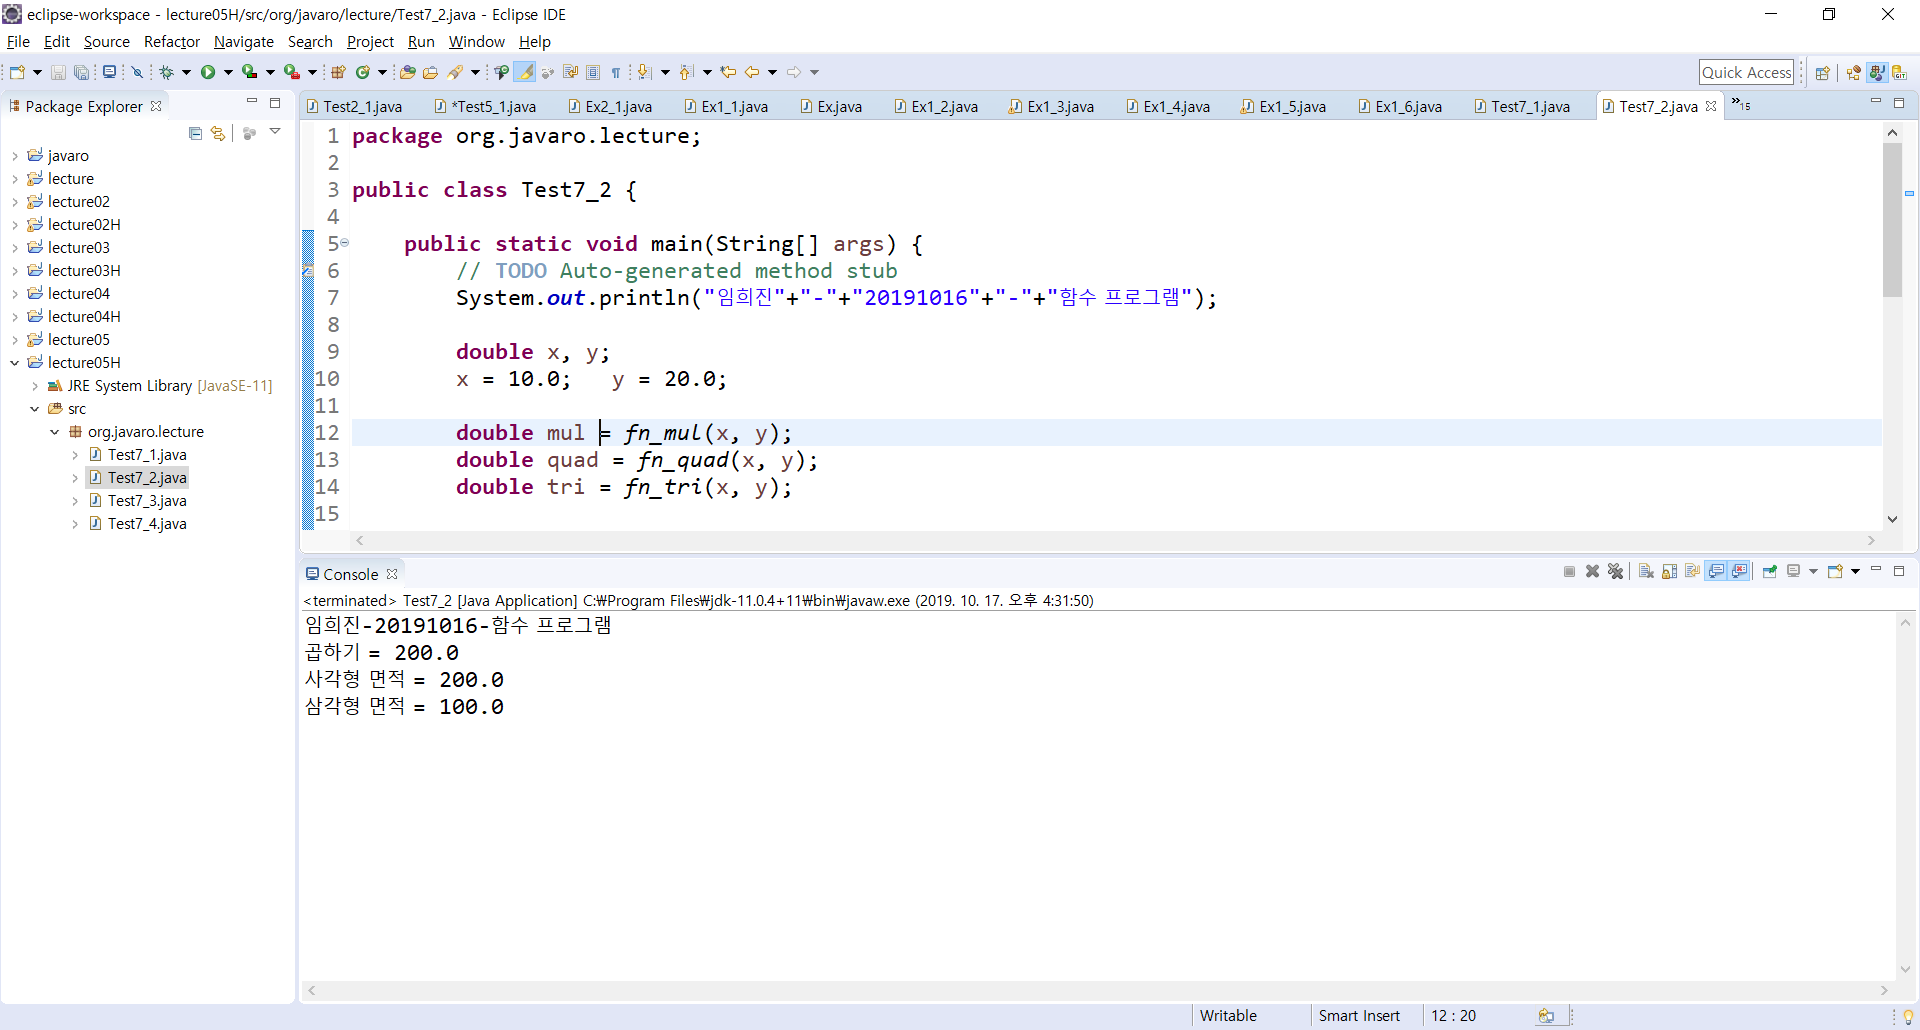 eclipse-workspace - lecture05H/src/org/javaro/lecture/Test7_2.java - Eclipse IDE
File Edit Source Refactor Navigate Search Project Run Window Help
Quick Access
Package Explorer
Test2_1.java *Test5_1.java Ex2_1.java Ex1_1.java Ex.java Ex1_2.java Ex1_3.java Ex1_4.java Ex1_5.java Ex1_6.java Test7_1.java Test7_2.java »15
javaro
lecture
lecture02
lecture02H
lecture03
lecture03H
lecture04
lecture04H
lecture05
lecture05H
JRE System Library [JavaSE-11]
src
org.javaro.lecture
Test7_1.java
Test7_2.java
Test7_3.java
Test7_4.java
1 package org.javaro.lecture;
2
3 public class Test7_2 {
4
5 public static void main(String[] args) {
6 // TODO Auto-generated method stub
7 System.out.println("임희진"+"-"+"20191016"+"-"+"함수 프로그램");
8
9 double x, y;
10 x = 10.0; y = 20.0;
11
12 double mul = fn_mul(x, y);
13 double quad = fn_quad(x, y);
14 double tri = fn_tri(x, y);
15
Console
<terminated> Test7_2 [Java Application] C:₩Program Files₩jdk-11.0.4+11₩bin₩javaw.exe (2019. 10. 17. 오후 4:31:50)
임희진-20191016-함수 프로그램
곱하기 = 200.0
사각형 면적 = 200.0
삼각형 면적 = 100.0
Writable Smart Insert 12 : 20